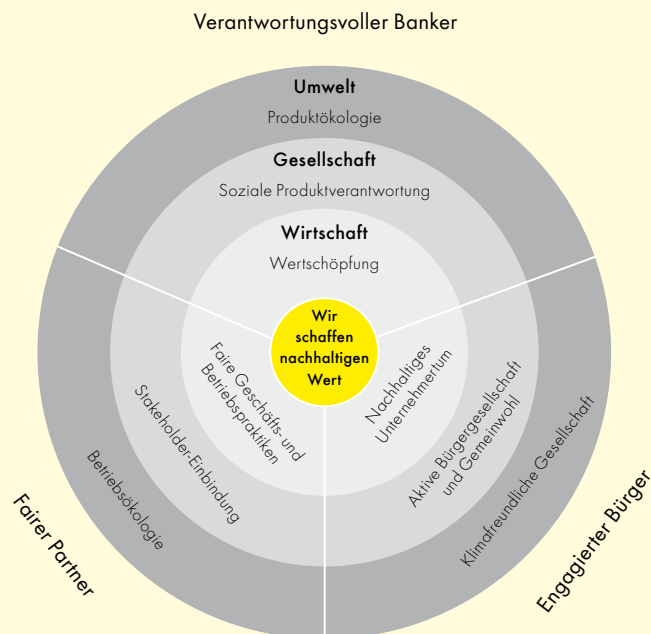 Verantwortungsvoller Banker
Umwelt
Produktökologie
Gesellschaft
Soziale Produktverantwortung
Wirtschaft
Wertschöpfung
Wir
schaffen
nachhaltigen
Wert
Faire Geschäfts- und
Betriebspraktiken
Stakeholder-Einbindung
Betriebsökologie
Fairer Partner
Nachhaltiges
Unternehmertum
Aktive Bürgergesellschaft
und Gemeinwohl
Klimafreundliche Gesellschaft
Engagierter Bürger